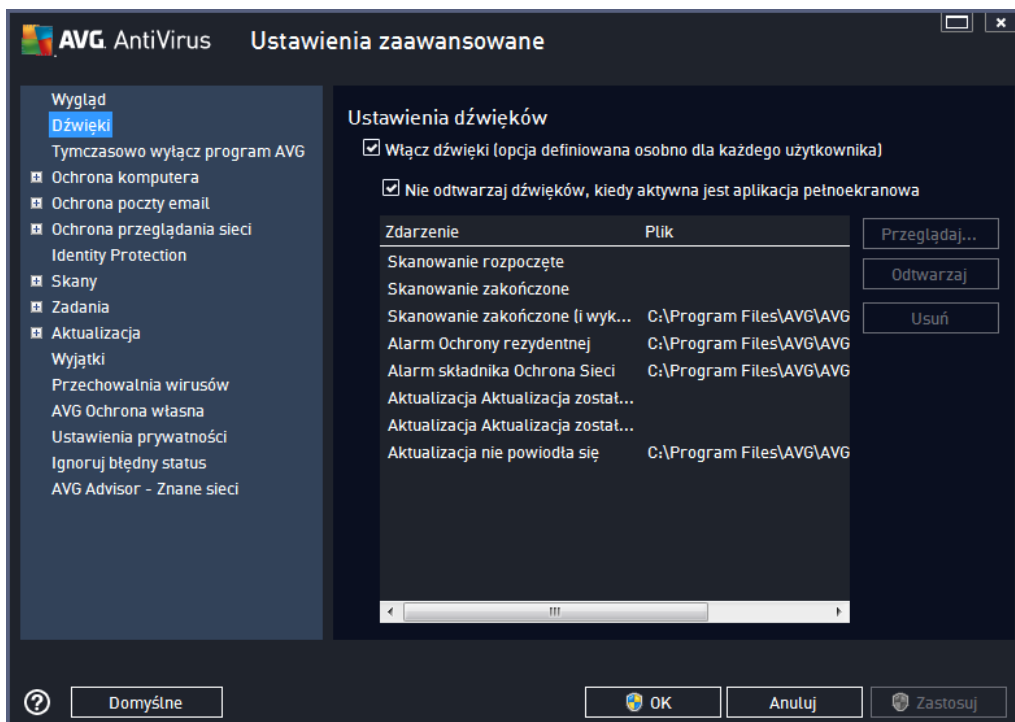 AVG. AntiVirus Ustawienia zaawansowane
Wygląd
Dźwięki
Tymczasowo wyłącz program AVG
Ochrona komputera
Ochrona poczty email
Ochrona przeglądania sieci
Identity Protection
Skany
Zadania
Aktualizacja
Wyjątki
Przechowalnia wirusów
AVG Ochrona własna
Ustawienia prywatności
Ignoruj błędny status
AVG Advisor - Znane sieci
Ustawienia dźwięków
Włącz dźwięki (opcja definiowana osobno dla każdego użytkownika)
Nie odtwarzaj dźwięków, kiedy aktywna jest aplikacja pełnoekranowa
Zdarzenie Plik
Skanowanie rozpoczęte
Skanowanie zakończone
Skanowanie zakończone (i wyk... C:\Program Files\AVG\AVG
Alarm Ochrony rezydentnej C:\Program Files\AVG\AVG
Alarm składnika Ochrona Sieci C:\Program Files\AVG\AVG
Aktualizacja Aktualizacja został...
Aktualizacja Aktualizacja został...
Aktualizacja nie powiodła się C:\Program Files\AVG\AVG
Przeglądaj...
Odtwarzaj
Usuń
Domyślne OK Anuluj Zastosuj